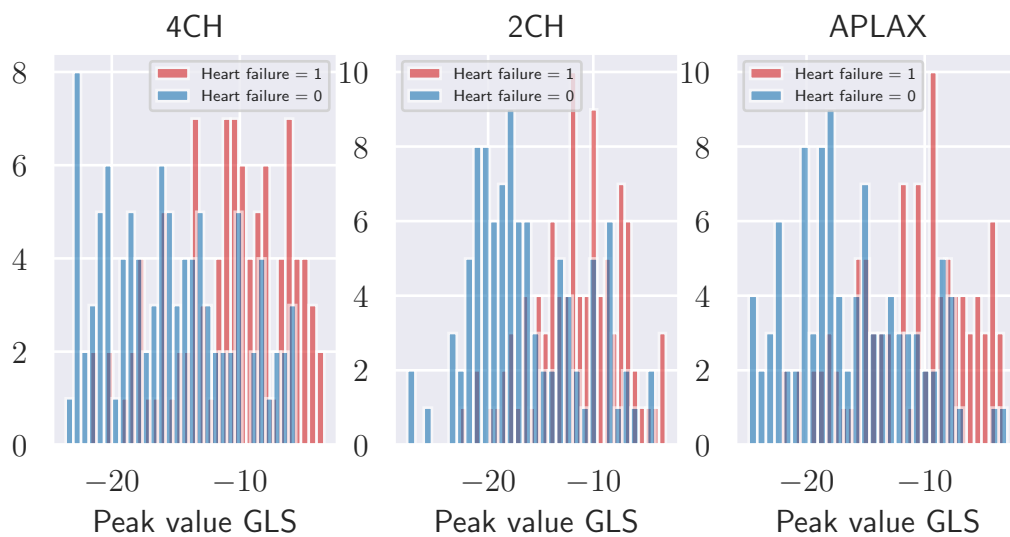 4CH
2CH
APLAX
8
6
4
2
0
Heart failure = 1
Heart failure = 0
−20
−10
Peak value GLS
10
8
6
4
2
0
Heart failure = 1
Heart failure = 0
−20
−10
Peak value GLS
10
8
6
4
2
0
Heart failure = 1
Heart failure = 0
−20
−10
Peak value GLS